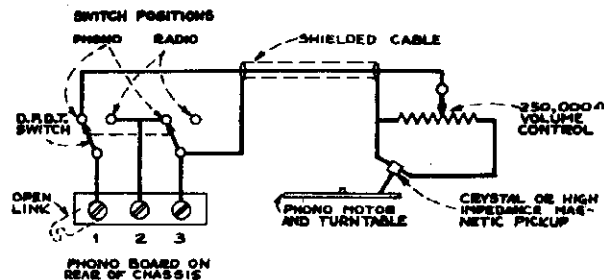 SWITCH POSITIONS
PHONO RADIO
SHIELDED CABLE
D.P.D.T.
SWITCH
250,000Ω
VOLUME
CONTROL
OPEN
LINK
1 2 3
PHONO MOTOR
AND TURNTABLE
CRYSTAL OR HIGH
IMPEDANCE MAG-
NETIC PICKUP
PHONO BOARD ON
REAR OF CHASSIS